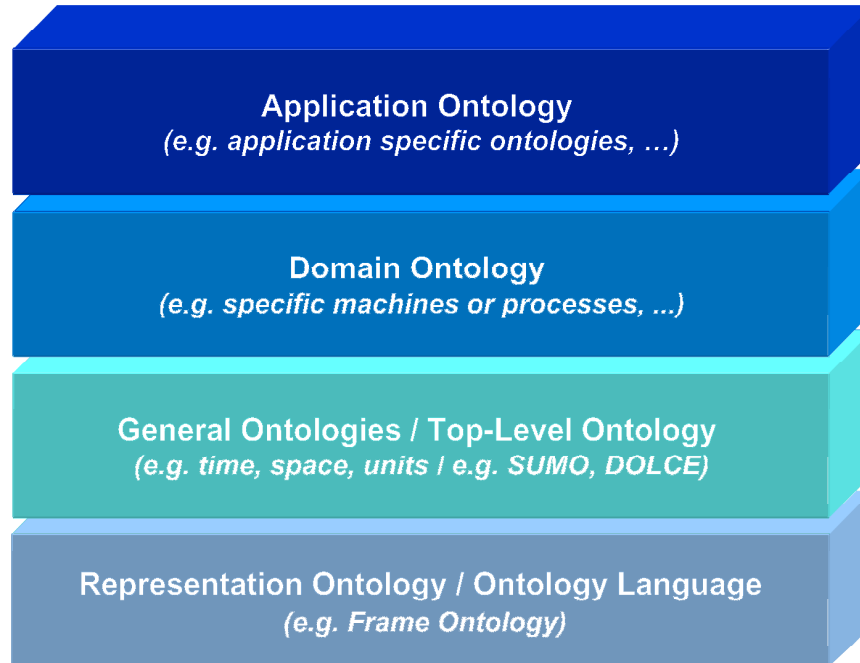 Application Ontology
(e.g. application specific ontologies, …)
Domain Ontology
(e.g. specific machines or processes, ...)
General Ontologies / Top-Level Ontology
(e.g. time, space, units / e.g. SUMO, DOLCE)
Representation Ontology / Ontology Language
(e.g. Frame Ontology)